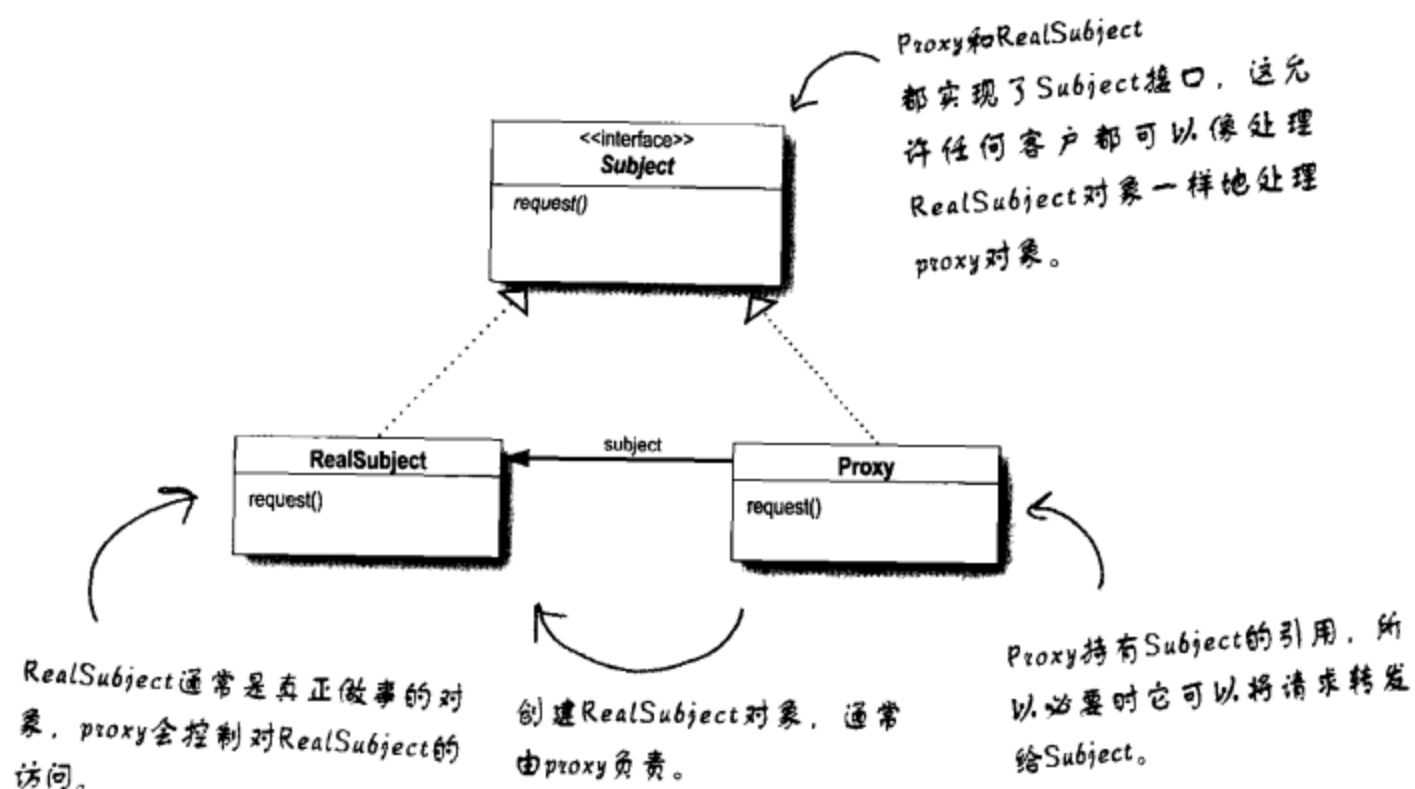 Proxy和RealSubject
都实现了Subject接口，这允
许任何客户都可以像处理
RealSubject对象一样地处理
proxy对象。
<<interface>>
Subject
request()
subject
RealSubject
request()
Proxy
request()
RealSubject通常是真正做事的对
象，proxy会控制对RealSubject的
访问。
创建RealSubject对象，通常
由proxy负责。
Proxy持有Subject的引用，所
以必要时它可以将请求转发
给Subject。